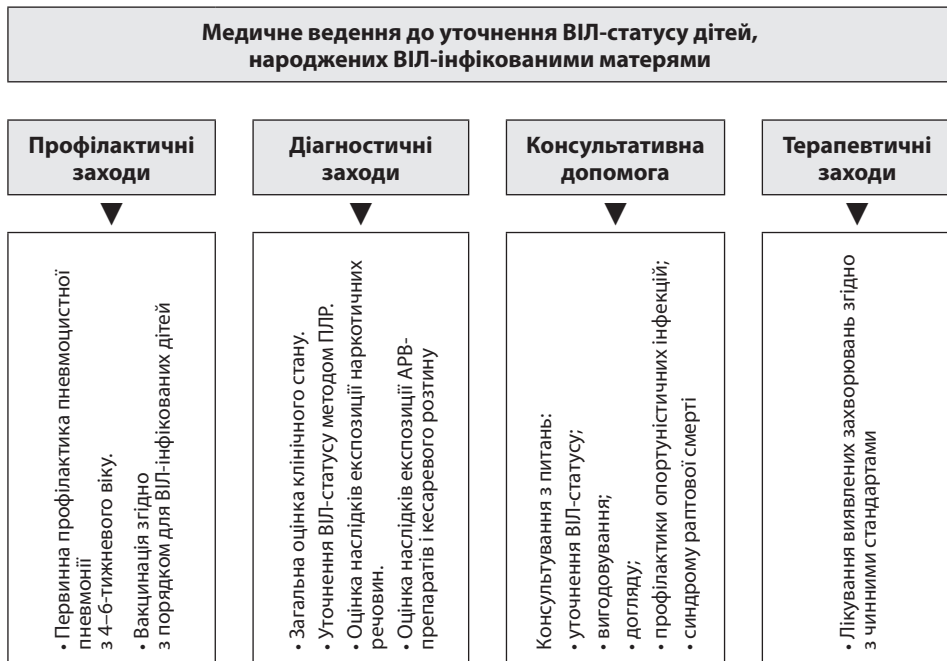 Медичне ведення до уточнення ВІЛ-статусу дітей,
народжених ВІЛ-інфікованими матерями
Профілактичні
заходи
• Первинна профілактика пневмоцистної
пневмонії
з 4–6-тижневого віку.
• Вакцинація згідно
з порядком для ВІЛ-інфікованих дітей
Діагностичні
заходи
• Загальна оцінка клінічного стану.
• Уточнення ВІЛ-статусу методом ПЛР.
• Оцінка наслідків експозиції наркотичних
речовин.
• Оцінка наслідків експозиції АРВ-
препаратів і кесаревого розтину
Консультативна
допомога
Консультування з питань:
• уточнення ВІЛ-статусу;
• вигодовування;
• догляду;
• профілактики опортуністичних інфекцій;
• синдрому раптової смерті
Терапевтичні
заходи
• Лікування виявлених захворювань згідно
з чинними стандартами